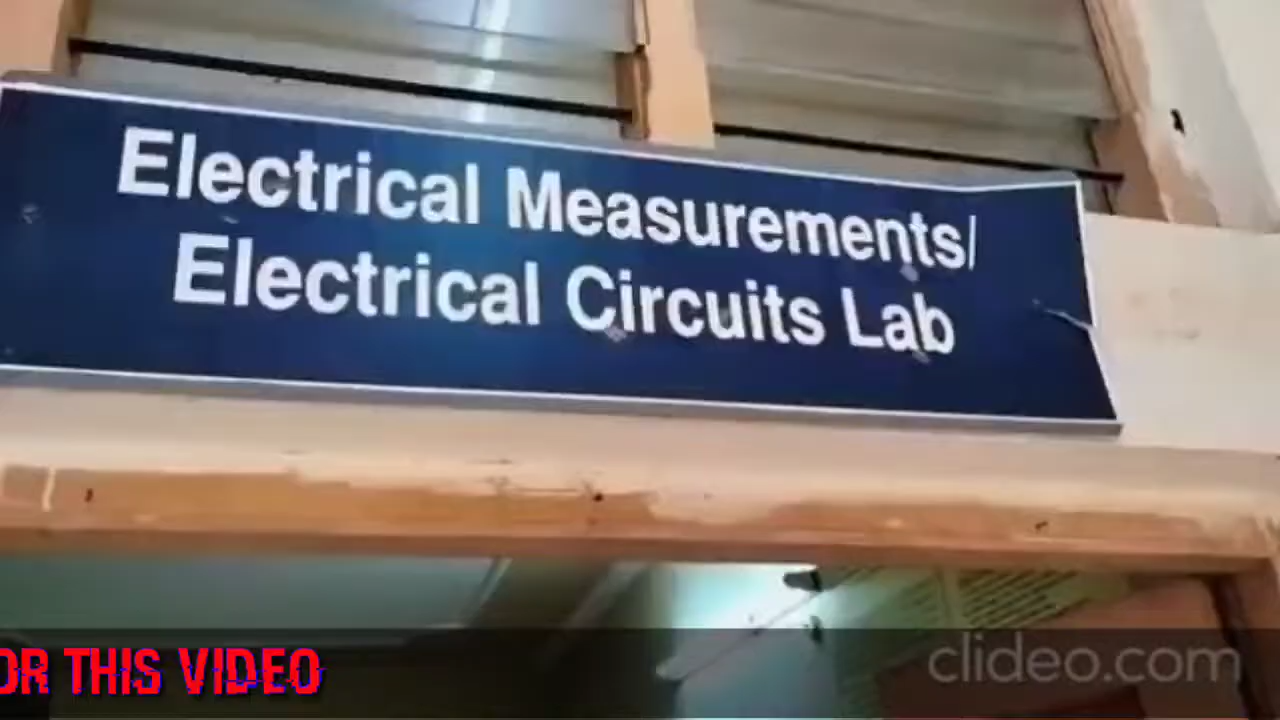 Electrical Measurements/
Electrical Circuits Lab
OR THIS VIDEO
clideo.com